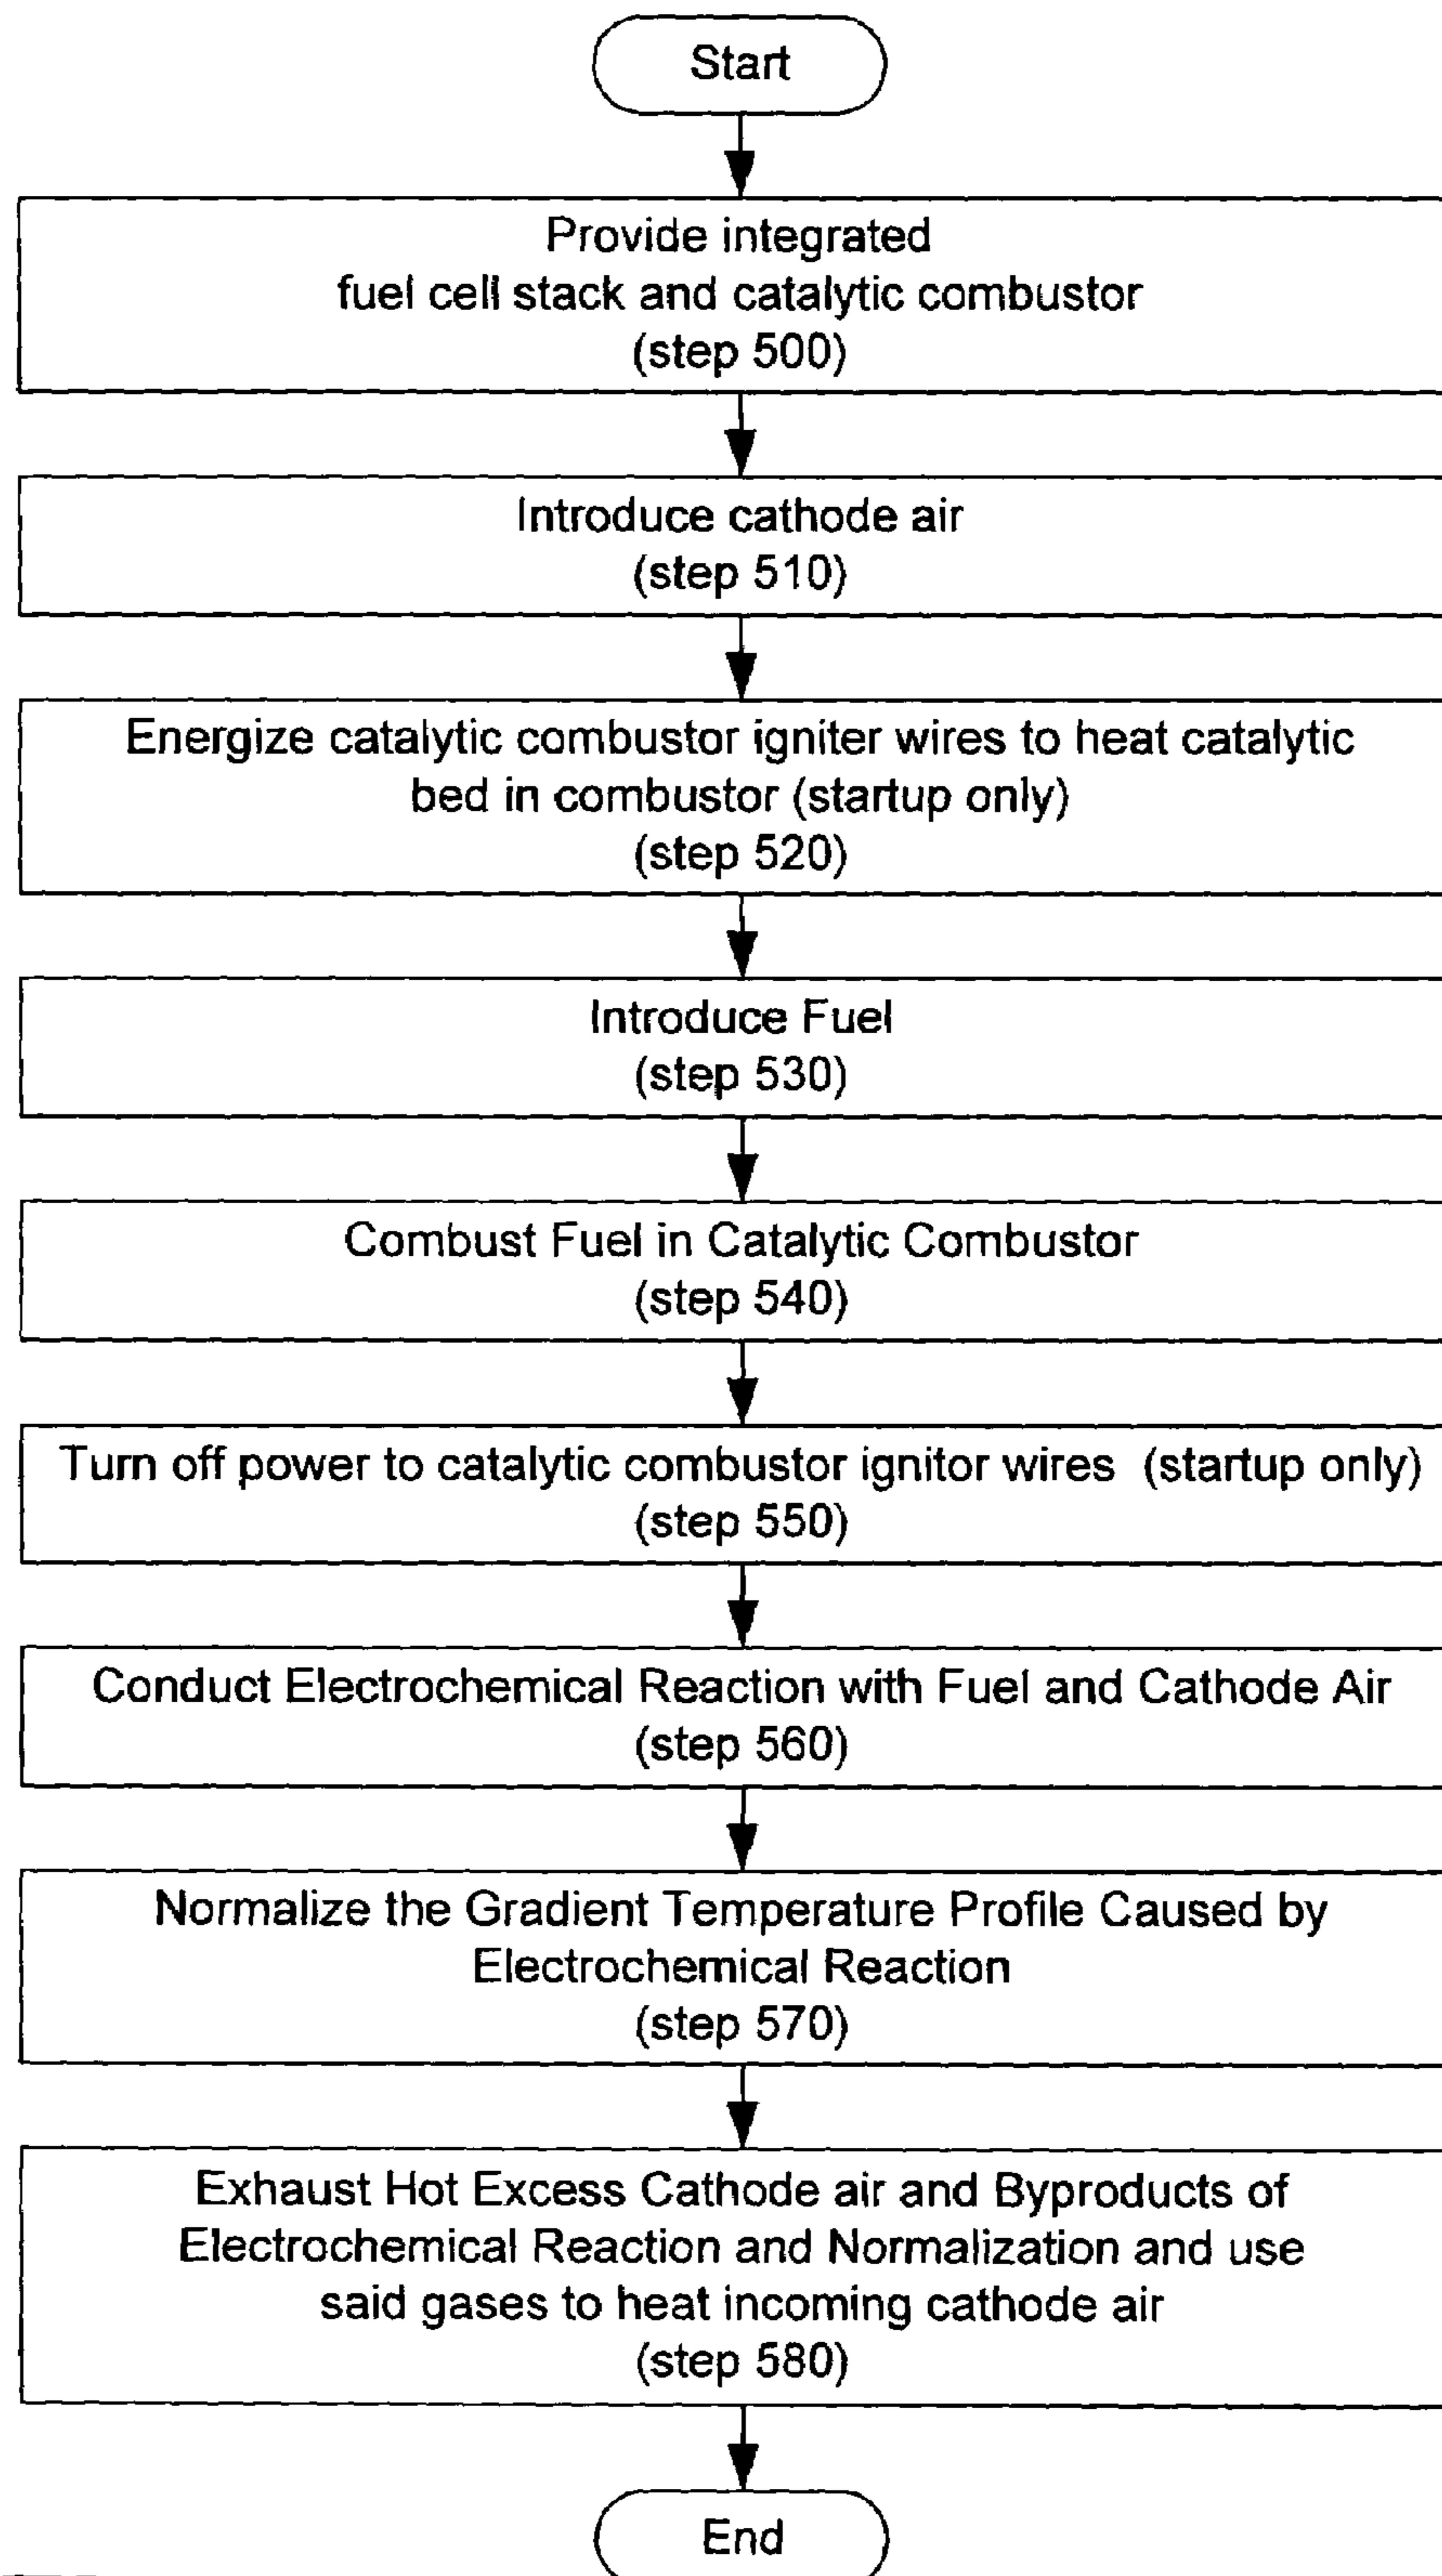 Start
Provide integrated
fuel cell stack and catalytic combustor
(step 500)
Introduce cathode air
(step 510)
Energize catalytic combustor igniter wires to heat catalytic
bed in combustor (startup only)
(step 520)
Introduce Fuel
(step 530)
Combust Fuel in Catalytic Combustor
(step 540)
Turn off power to catalytic combustor ignitor wires (startup only)
(step 550)
Conduct Electrochemical Reaction with Fuel and Cathode Air
(step 560)
Normalize the Gradient Temperature Profile Caused by
Electrochemical Reaction
(step 570)
Exhaust Hot Excess Cathode air and Byproducts of
Electrochemical Reaction and Normalization and use
said gases to heat incoming cathode air
(step 580)
End